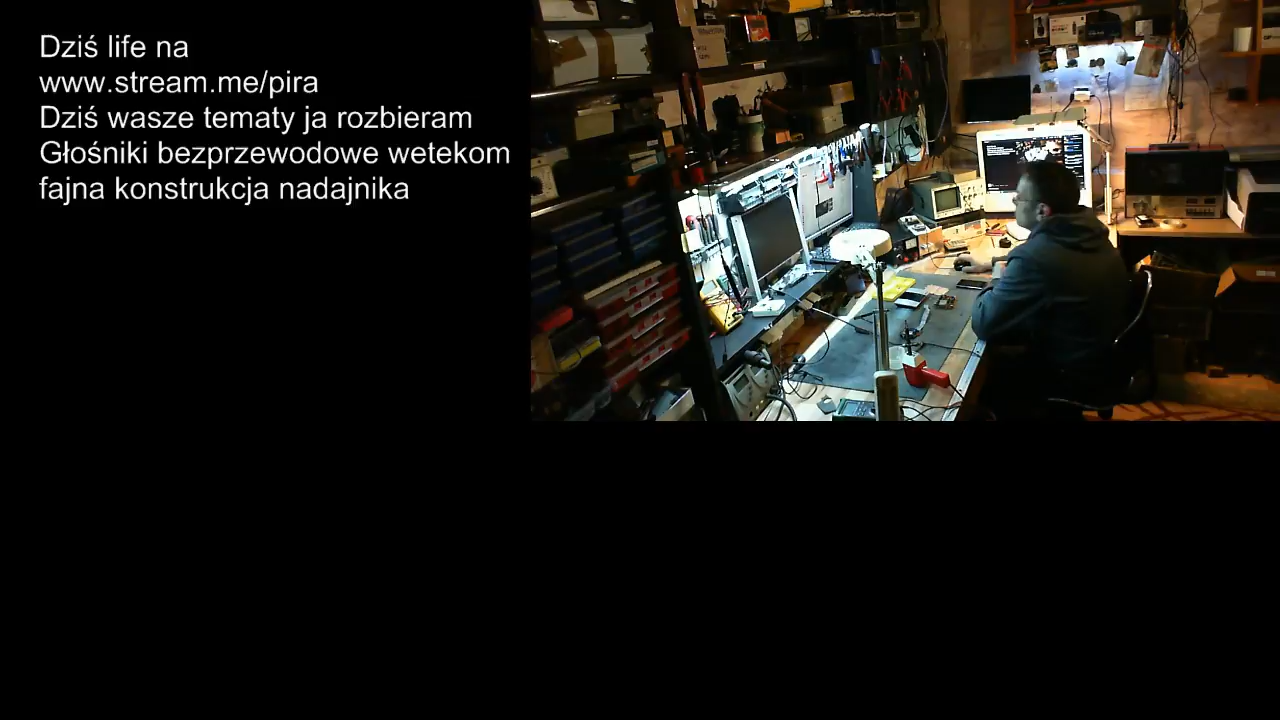 Dziś life na
www.stream.me/pira
Dziś wasze tematy ja rozbieram
Głośniki bezprzewodowe wetekom
fajna konstrukcja nadajnika